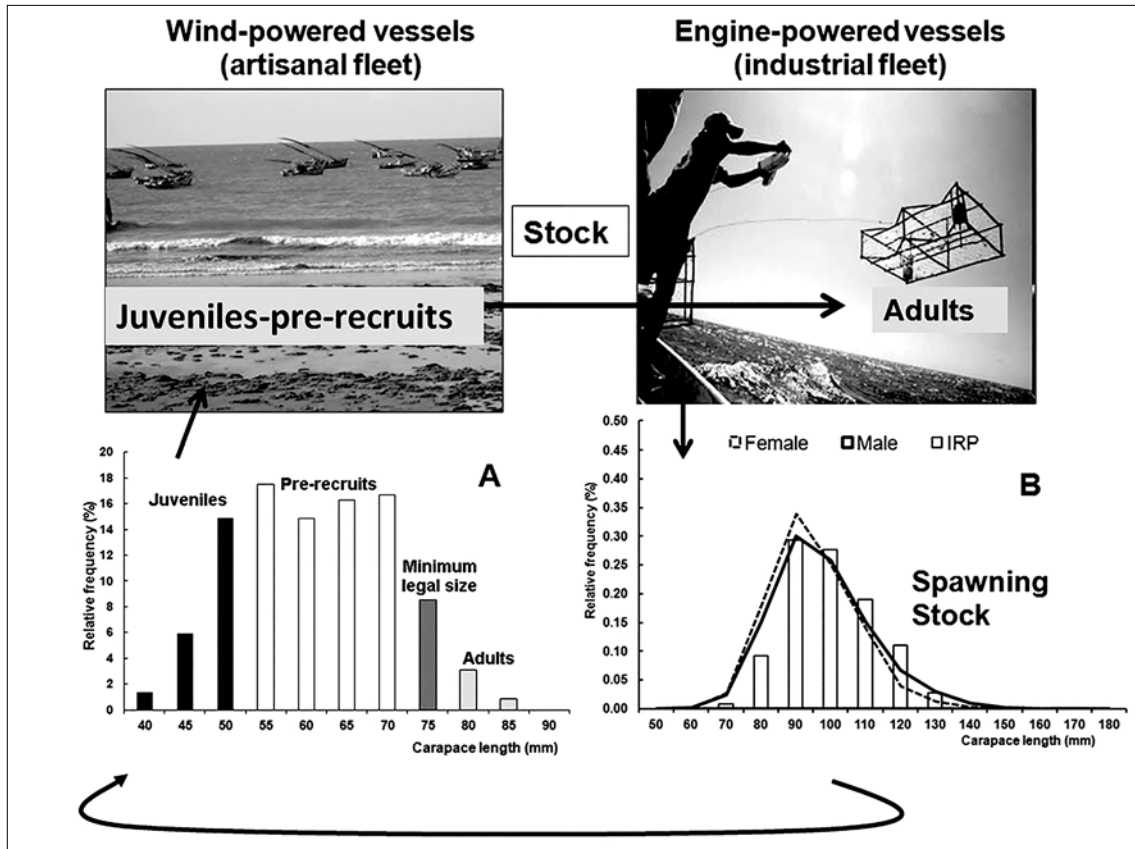 Wind-powered vessels
(artisanal fleet)
Engine-powered vessels
(industrial fleet)
Stock
Juveniles-pre-recruits
Adults
A
Relative frequency (%)
20
18
16
14
12
10
8
6
4
2
0
Juveniles
Pre-recruits
Minimum
legal size
Adults
40 45 50 55 60 65 70 75 80 85 90
Carapace length (mm)
B
Female Male IRP
Relative frequency (%)
0.50
0.45
0.40
0.35
0.30
0.25
0.20
0.15
0.10
0.05
0.00
Spawning
Stock
50 60 70 80 90 100 110 120 130 140 150 160 170 180
Carapace length (mm)